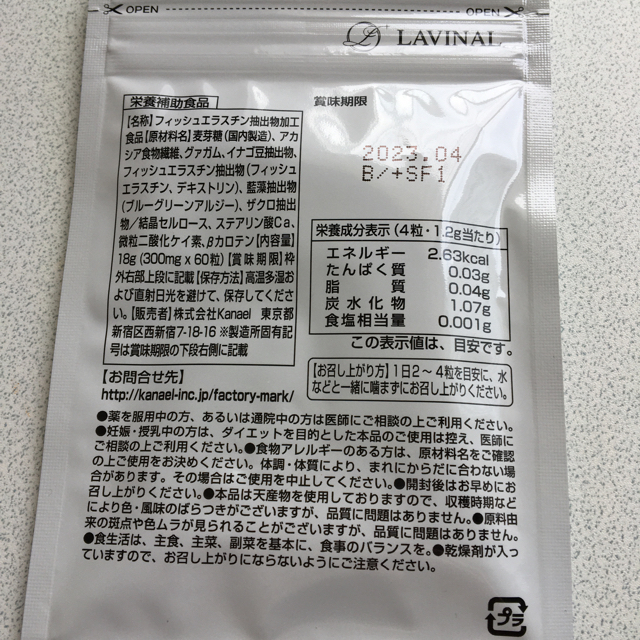 OPEN OPEN
LAVINAL
栄養補助食品
【名称】フィッシュエラスチン抽出物加工
食品【原材料名】麦芽糖(国内製造)、アカ
シア食物繊維、グァガム、イナゴ豆抽出物、
フィッシュエラスチン抽出物(フィッシュ
エラスチン、デキストリン)、藍藻抽出物
(ブルーグリーンアルジー)、ザクロ抽出
物/結晶セルロース、ステアリン酸Ca、
微粒二酸化ケイ素、βカロテン【内容量】
18g(300mg x 60粒)【賞味期限】枠
外右部上段に記載【保存方法】高温多湿お
よび直射日光を避けて、保存してくださ
い。【販売者】株式会社Kanael 東京都
新宿区西新宿7-18-16 ※製造所固有記
号は賞味期限の下段右側に記載
賞味期限
2023.04
B/+SF1
栄養成分表示(4粒・1.2g当たり)
エネルギー 2.63kcal
たんぱく質 0.03g
脂質 0.04g
炭水化物 1.07g
食塩相当量 0.001g
この表示値は、目安です。
【お問合せ先】
http://kanael-inc.jp/factory-mark/
【お召し上がり方】1日2〜4粒を目安に、水
などと一緒に噛まずにお召し上がりください。
●薬を服用中の方、あるいは通院中の方は医師にご相談の上ご利用ください。
●妊娠・授乳中の方は、ダイエットを目的とした本品のご使用は控え、医師に
ご相談の上ご利用ください。●食物アレルギーのある方は、原材料名をご確認
の上ご使用をお決めください。体調・体質により、まれにからだに合わない場
合があります。その場合はご使用を中止してください。●開封後はお早めにお
召し上がりください。●本品は天産物を使用しておりますので、収穫時期など
により色・風味のばらつきがございますが、品質に問題はありません。●原料由
来の斑点や色ムラが見られることがございますが、品質に問題はありません。
●食生活は、主食、主菜、副菜を基本に、食事のバランスを。●乾燥剤が入っ
ていますので、お召し上がりにならないようにご注意ください。
プラ